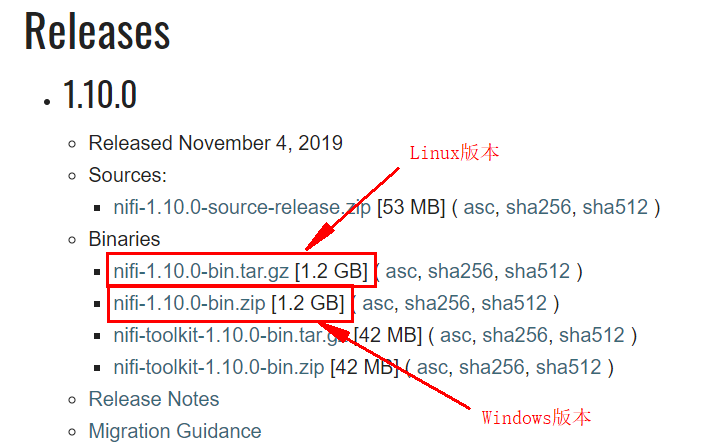 Releases
1.10.0
Released November 4, 2019
Linux版本
Sources:
nifi-1.10.0-source-release.zip [53 MB] ( asc, sha256, sha512 )
Binaries
nifi-1.10.0-bin.tar.gz [1.2 GB] ( asc, sha256, sha512 )
nifi-1.10.0-bin.zip [1.2 GB] ( asc, sha256, sha512 )
nifi-toolkit-1.10.0-bin.tar.gz [42 MB] ( asc, sha256, sha512 )
nifi-toolkit-1.10.0-bin.zip [42 MB] ( asc, sha256, sha512 )
Release Notes
Windows版本
Migration Guidance